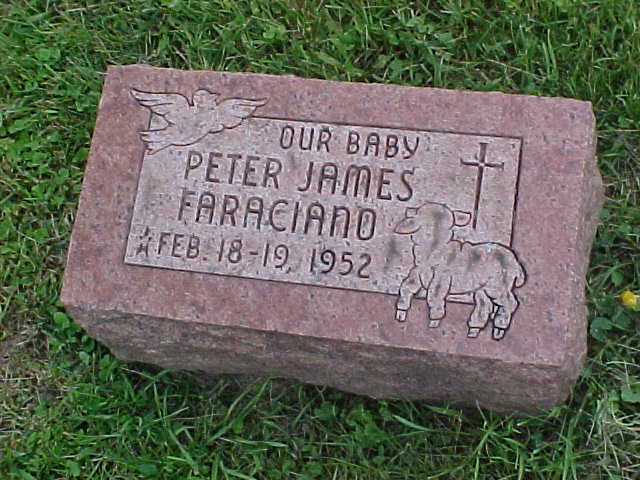 OUR BABY
PETER JAMES
FARACIANO
FEB. 18-19, 1952